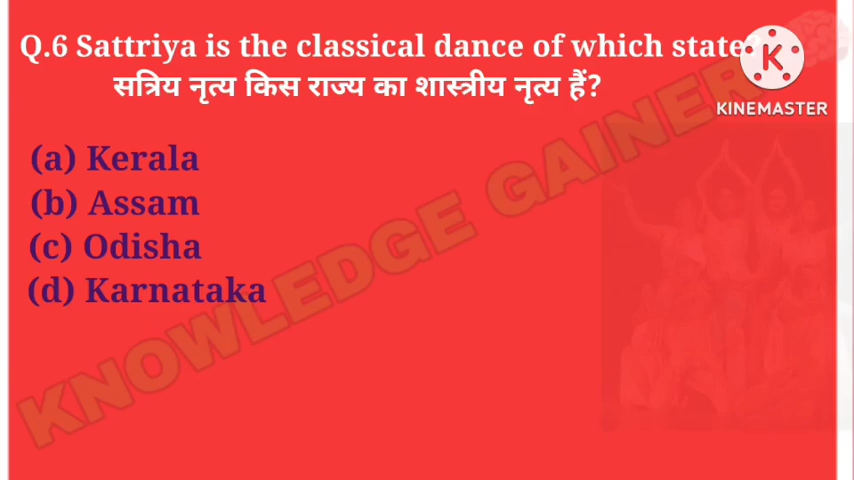 Q.6 Sattriya is the classical dance of which state
सत्रिय नृत्य किस राज्य का शास्त्रीय नृत्य हैं?
K
KINEMASTER
(a) Kerala
(b) Assam
(c) Odisha
(d) Karnataka
KNOWLEDGE GAINER